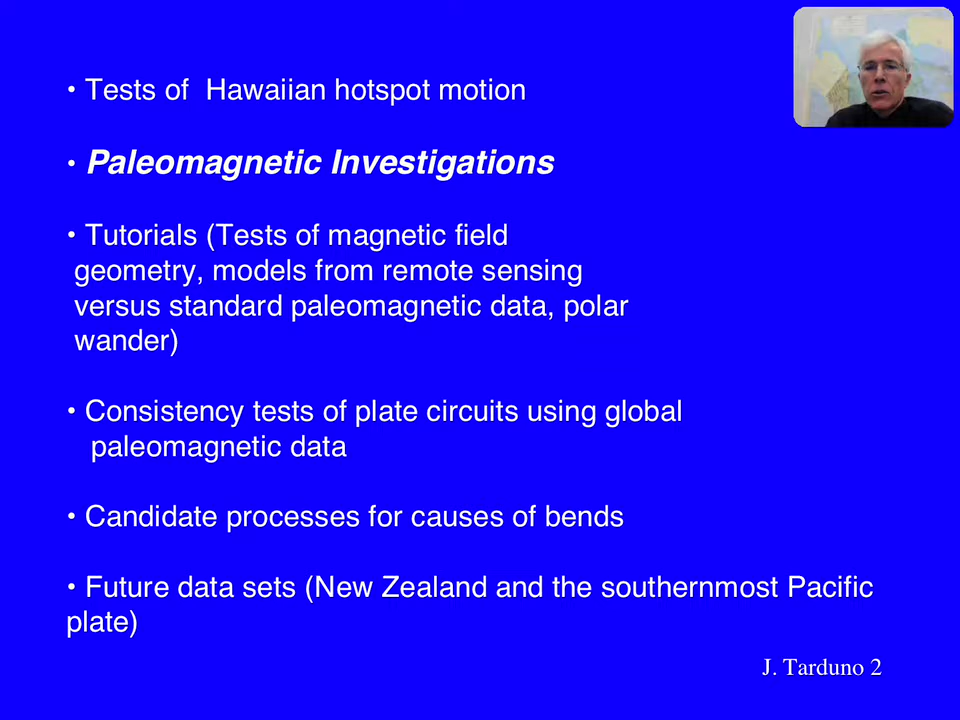 • Tests of  Hawaiian hotspot motion
• Paleomagnetic Investigations
• Tutorials (Tests of magnetic field
geometry, models from remote sensing
versus standard paleomagnetic data, polar
wander)
• Consistency tests of plate circuits using global
paleomagnetic data
• Candidate processes for causes of bends
• Future data sets (New Zealand and the southernmost Pacific
plate)
J. Tarduno 2